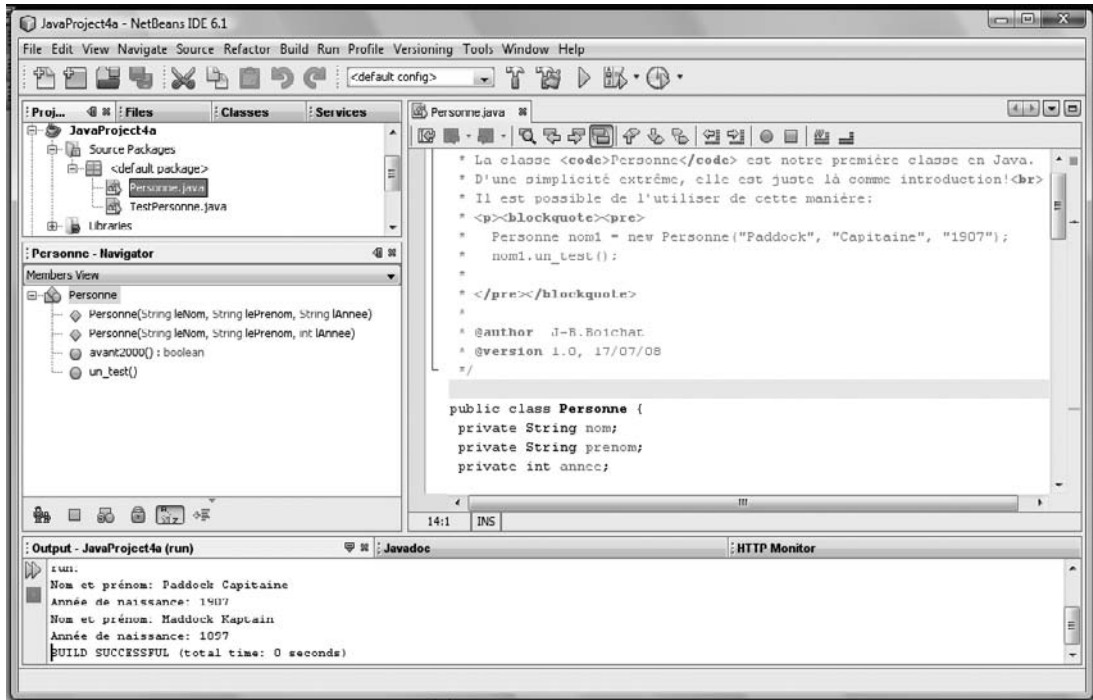 JavaProject4a - NetBeans IDE 6.1
File Edit View Navigate Source Refactor Build Run Profile Versioning Tools Window Help
<default config>
Proj... Files Classes Services
JavaProject4a
Source Packages
<default package>
Personne.java
TestPersonne.java
Libraries
Personne - Navigator
Members View
Personne
Personne(String leNom, String lePrenom, String lAnnee)
Personne(String leNom, String lePrenom, int lAnnee)
avant2000() : boolean
un_test()
Personne.java
* La classe <code>Personne</code> est notre première classe en Java.
* D'une simplicité extrême, elle est juste là comme introduction!<br>
* Il est possible de l'utiliser de cette manière:
* <p><blockquote><pre>
* Personne nom1 = new Personne("Paddock", "Capitaine", "1907");
* nom1.un_test();
*
* </pre></blockquote>
*
* @author J-B.Boichat
* @version 1.0, 17/07/08
*/
public class Personne {
private String nom;
private String prenom;
private int annee;
14:1 INS
Output - JavaProject4a (run) Javadoc HTTP Monitor
run:
Nom et prénom: Paddock Capitaine
Année de naissance: 1907
Nom et prénom: Maddock Kaptain
Année de naissance: 1897
BUILD SUCCESSFUL (total time: 0 seconds)